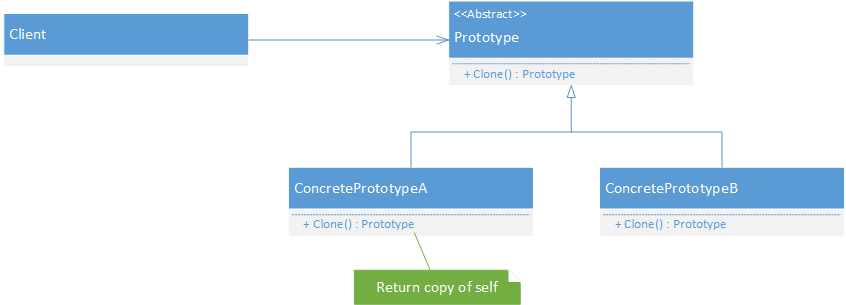 Client
<<Abstract>>
Prototype
+ Clone() : Prototype
ConcretePrototypeA
+ Clone() : Prototype
ConcretePrototypeB
+ Clone() : Prototype
Return copy of self